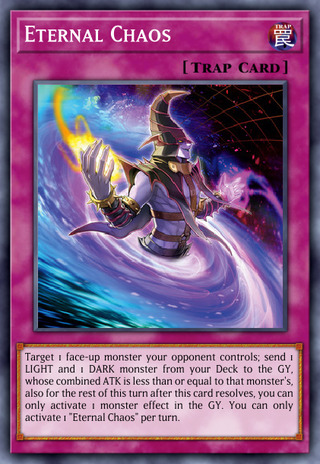 Eternal Chaos
TRAP
罠
[Trap Card]
Target 1 face-up monster your opponent controls; send 1
LIGHT and 1 DARK monster from your Deck to the GY,
whose combined ATK is less than or equal to that monster's,
also for the rest of this turn after this card resolves, you can
only activate 1 monster effect in the GY. You can only
activate 1 "Eternal Chaos" per turn.